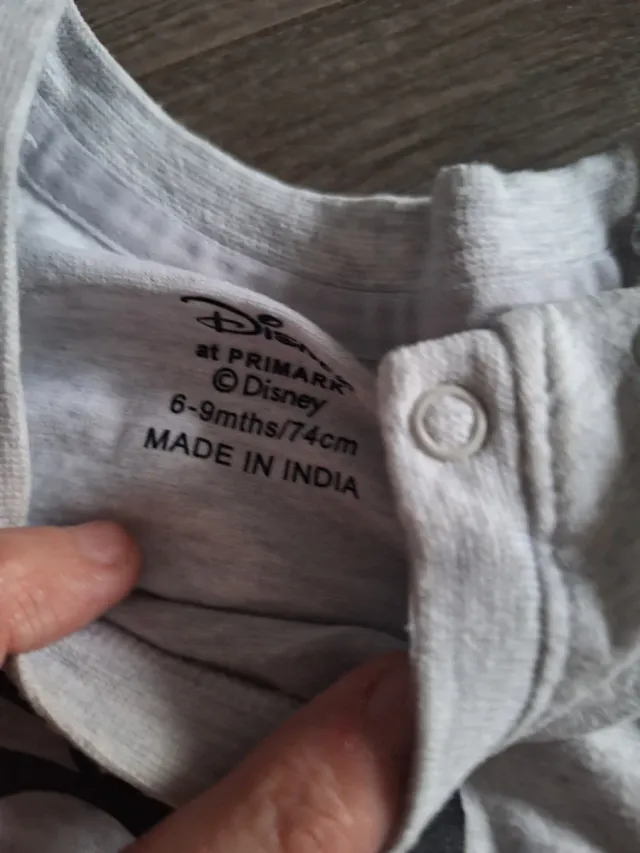 Disney
at PRIMARK
© Disney
6-9mths/74cm
MADE IN INDIA